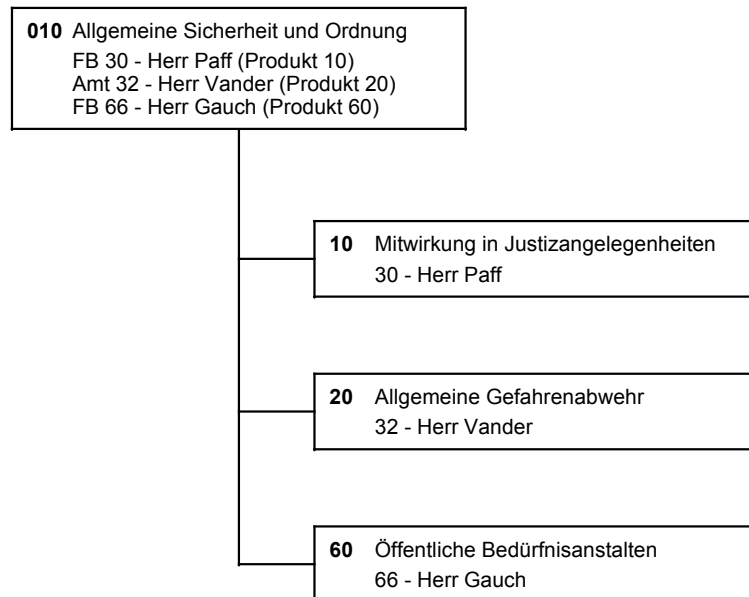 010 Allgemeine Sicherheit und Ordnung
FB 30 - Herr Paff (Produkt 10)
Amt 32 - Herr Vander (Produkt 20)
FB 66 - Herr Gauch (Produkt 60)
10 Mitwirkung in Justizangelegenheiten
30 - Herr Paff
20 Allgemeine Gefahrenabwehr
32 - Herr Vander
60 Öffentliche Bedürfnisanstalten
66 - Herr Gauch